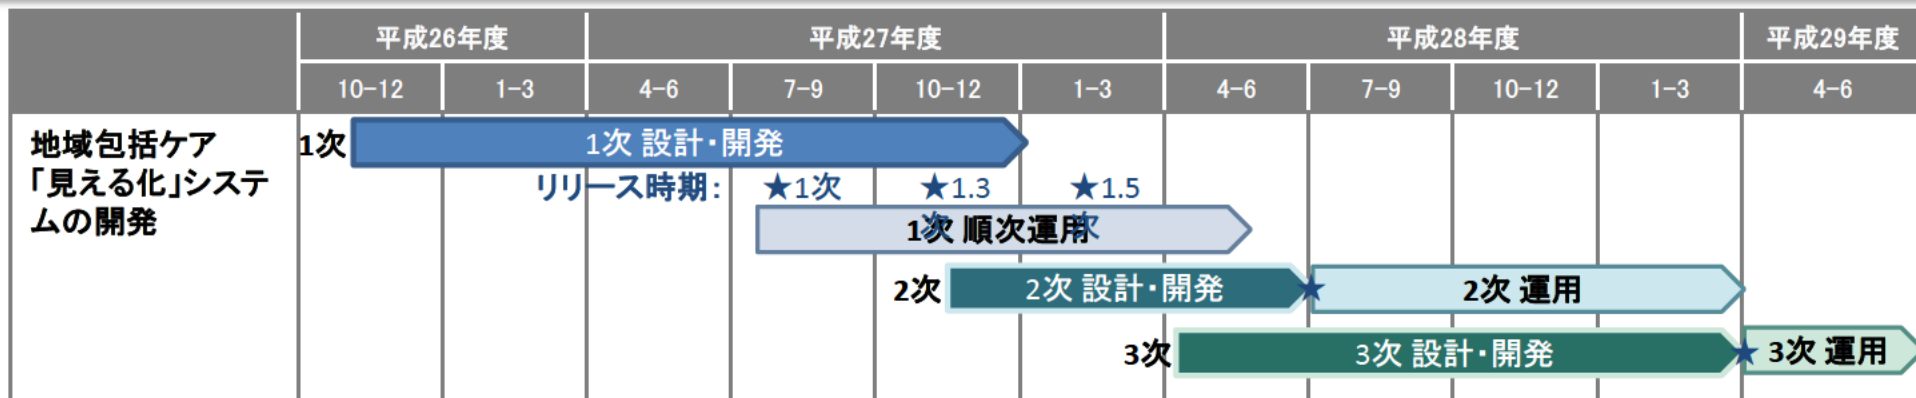 平成26年度 平成27年度 平成28年度 平成29年度
10-12 1-3 4-6 7-9 10-12 1-3 4-6 7-9 10-12 1-3 4-6
地域包括ケア
「見える化」システ
ムの開発
1次 1次 設計・開発
リリース時期： ★1次 ★1.3次 ★1.5次
1次 順次運用
2次 2次 設計・開発 ★ 2次 運用
3次 3次 設計・開発 ★ 3次 運用